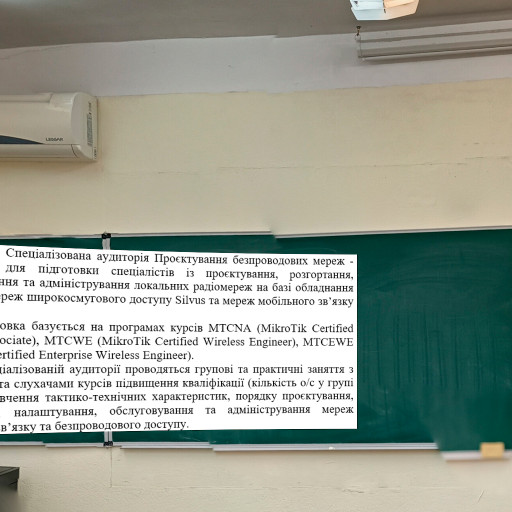 LESSAR
Спеціалізована аудиторія Проєктування безпроводових мереж -
для підготовки спеціалістів із проєктування, розгортання,
ння та адміністрування локальних радіомереж на базі обладнання
реж широкосмугового доступу Silvus та мереж мобільного зв’язку
овка базується на програмах курсів MTCNA (MikroTik Certified
ociate), MTCWE (MikroTik Certified Wireless Engineer), MTCEWE
ertified Enterprise Wireless Engineer).
ціалізованій аудиторії проводяться групові та практичні заняття з
та слухачами курсів підвищення кваліфікації (кількість о/с у групі
вчення тактико-технічних характеристик, порядку проєктування,
налаштування, обслуговування та адміністрування мереж
в’язку та безпроводового доступу.